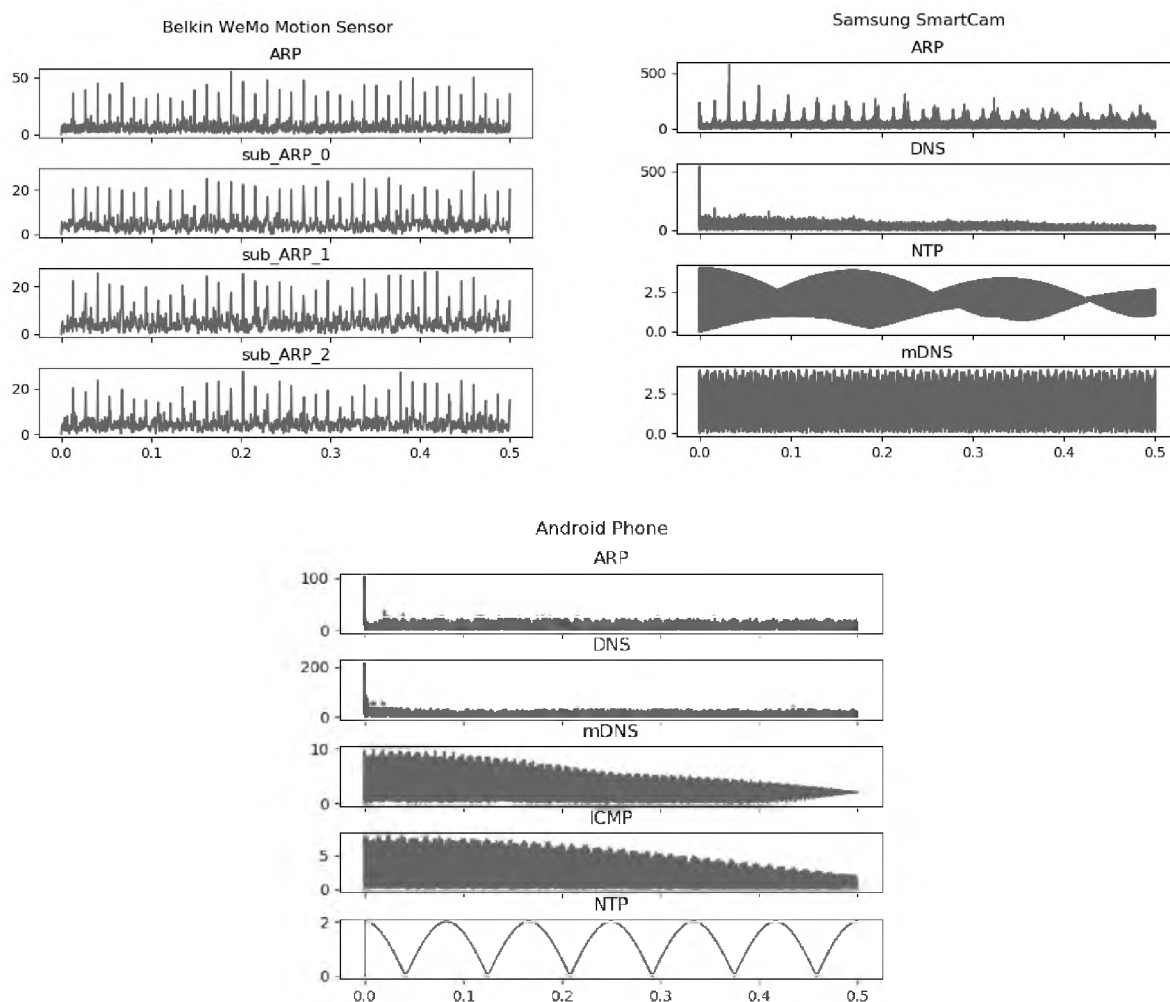 Belkin WeMo Motion Sensor
ARP
50
0
sub_ARP_0
20
0
sub_ARP_1
20
0
sub_ARP_2
20
0
0.0 0.1 0.2 0.3 0.4 0.5
Samsung SmartCam
ARP
500
0
DNS
500
0
NTP
2.5
0.0
mDNS
2.5
0.0
0.0 0.1 0.2 0.3 0.4 0.5
Android Phone
ARP
100
0
DNS
200
0
mDNS
10
0
ICMP
5
0
NTP
2
0
0.0 0.1 0.2 0.3 0.4 0.5